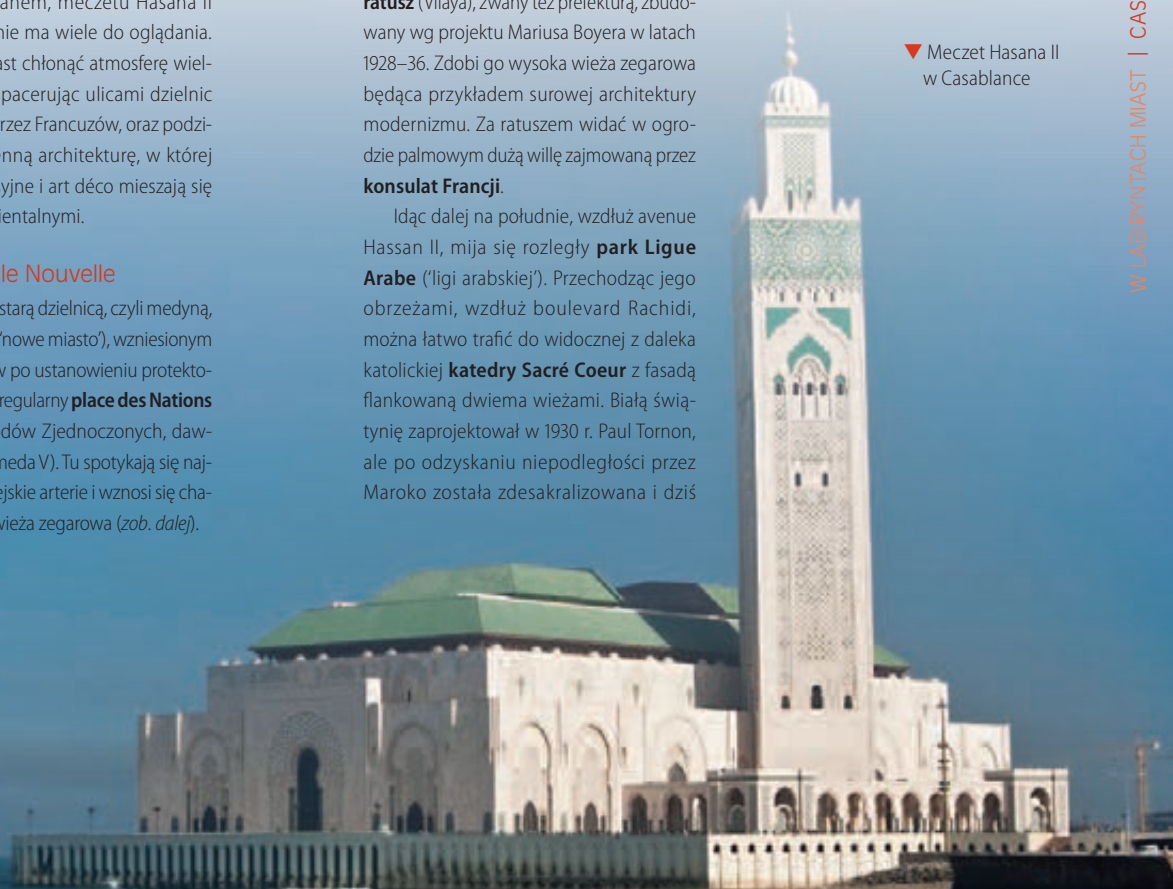 anem, meczetu Hasana II
nie ma wiele do oglądania.
ast chłonąć atmosferę wiel-
pacerując ulicami dzielnic
rzez Francuzów, oraz podzi-
enną architekturę, w której
syjne i art déco mieszają się
ientalnymi.
le Nouvelle
starą dzielnicą, czyli medyną,
'nowe miasto'), wzniesionym
w po ustanowieniu protekto-
regularny place des Nations
dów Zjednoczonych, daw-
meda V). Tu spotykają się naj-
ejskie arterie i wznosi się cha-
wieża zegarowa (zob. dalej).
ratusz (Vilaya), zwany też prefekturą, zbudo-
wany wg projektu Mariusa Boyera w latach
1928–36. Zdobi go wysoka wieża zegarowa
będąca przykładem surowej architektury
modernizmu. Za ratuszem widać w ogro-
dzie palmowym dużą willę zajmowaną przez
konsulat Francji.
Idąc dalej na południe, wzdłuż avenue
Hassan II, mija się rozległy park Ligue
Arabe ('ligi arabskiej'). Przechodząc jego
obrzeżami, wzdłuż boulevard Rachidi,
można łatwo trafić do widocznej z daleka
katolickiej katedry Sacré Coeur z fasadą
flankowaną dwiema wieżami. Białą świą-
tynię zaprojektował w 1930 r. Paul Tornon,
ale po odzyskaniu niepodległości przez
Maroko została zdesakralizowana i dziś
▼ Meczet Hasana II
w Casablance
W LABIRYNTACH MIAST | CAS